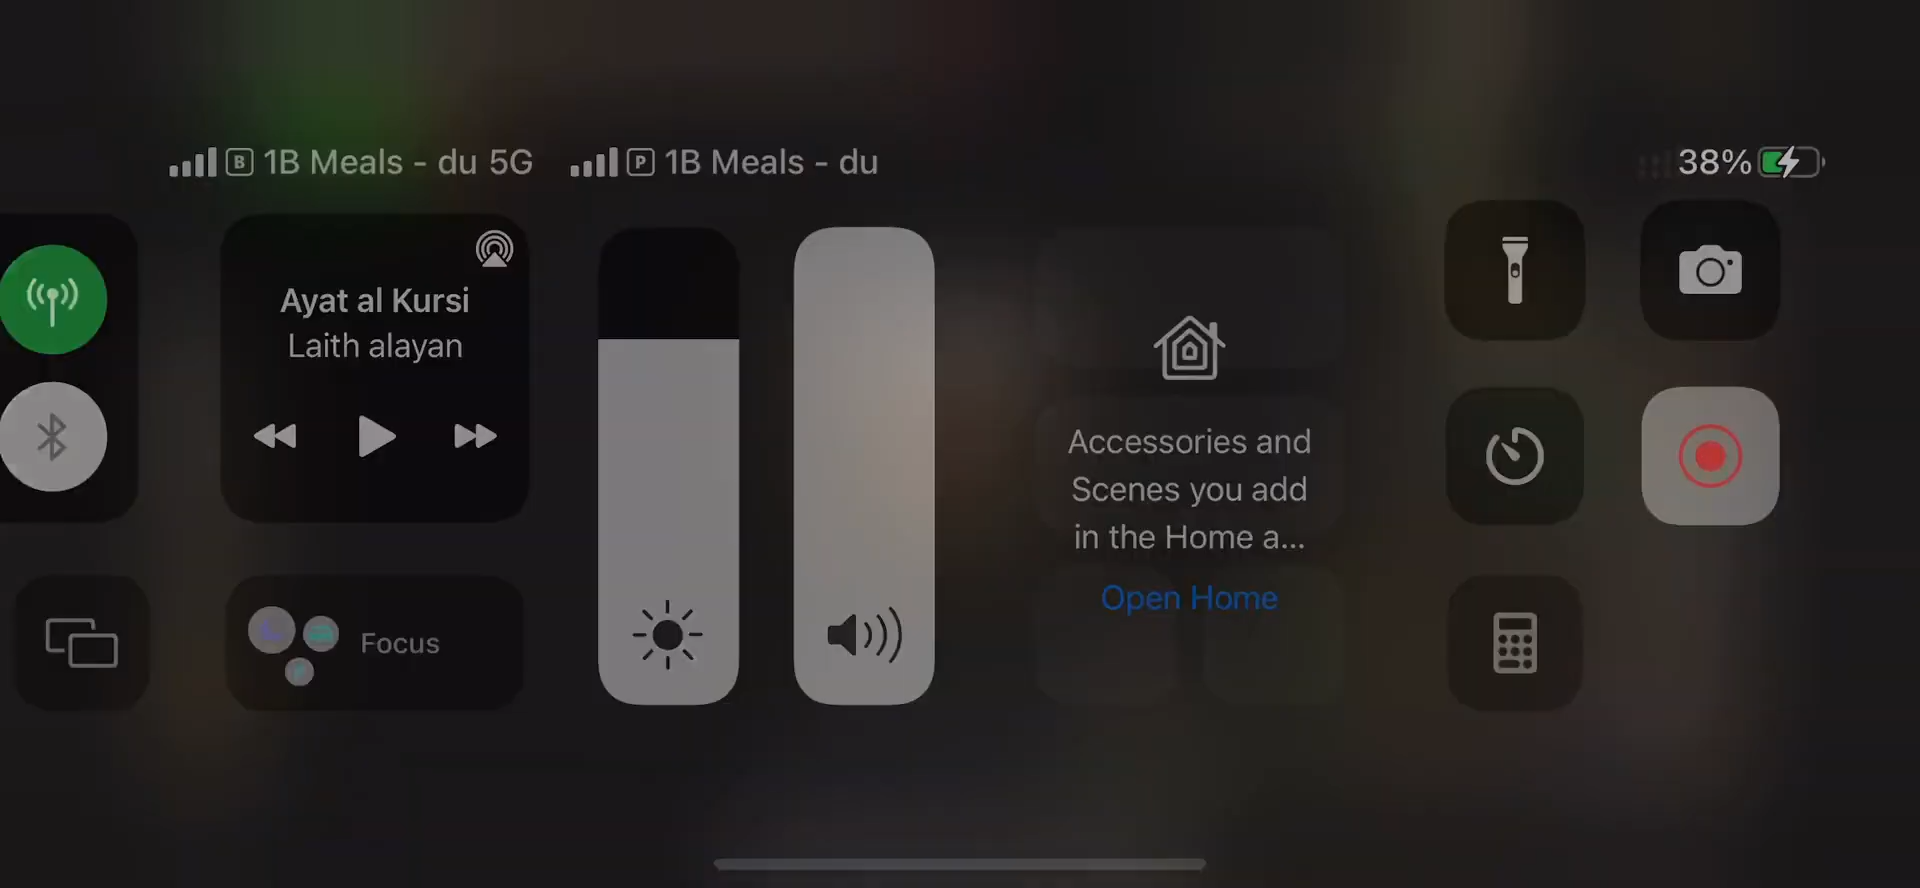 B 1B Meals - du 5G
P 1B Meals - du
38%
Ayat al Kursi
Laith alayan
Focus
Accessories and
Scenes you add
in the Home a...
Open Home